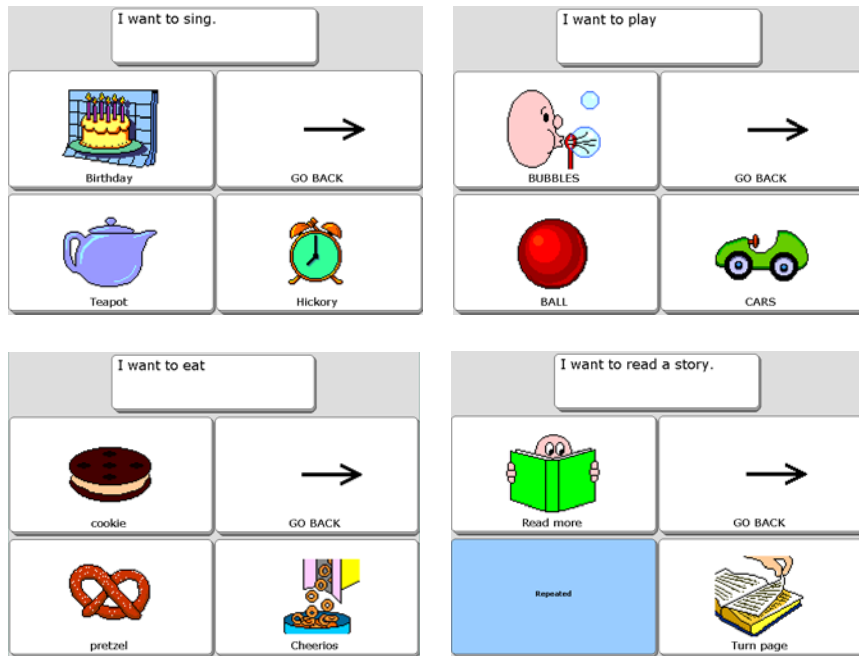 I want to sing.
Birthday
GO BACK
Teapot
Hickory
I want to play
BUBBLES
GO BACK
BALL
CARS
I want to eat
cookie
GO BACK
pretzel
Cheerios
I want to read a story.
Read more
GO BACK
Repeated
Turn page